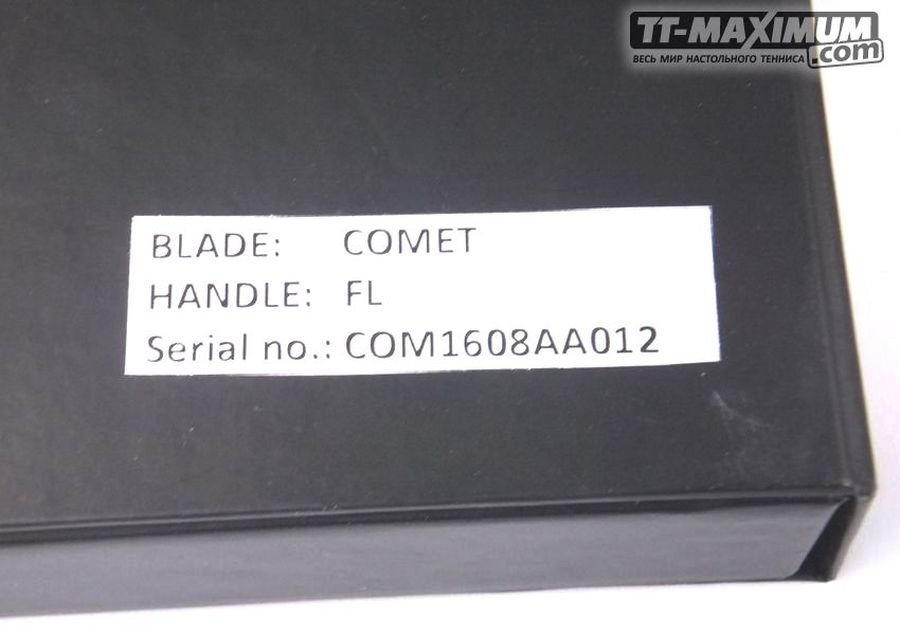 TT-MAXIMUM
.com
ВЕСЬ МИР НАСТОЛЬНОГО ТЕННИСА
BLADE: COMET
HANDLE: FL
Serial no.: COM1608AA012